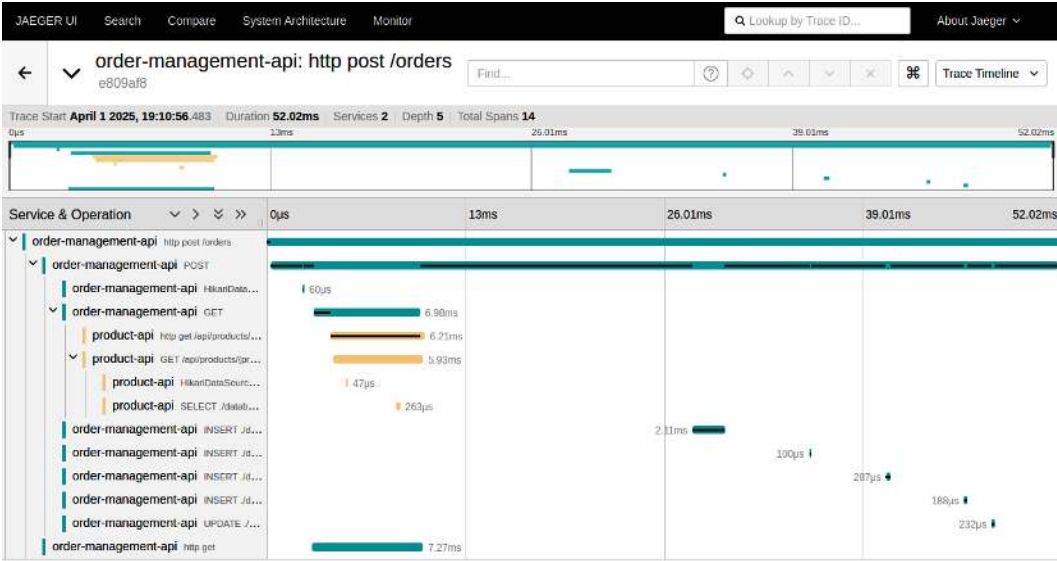 JAEGER UI Search Compare System Architecture Monitor Lookup by Trace ID... About Jaeger
order-management-api: http post /orders
e809af8
Find...
Trace Timeline
Trace Start April 1 2025, 19:10:56.483 Duration 52.02ms Services 2 Depth 5 Total Spans 14
0μs 13ms 26.01ms 39.01ms 52.02ms
Service & Operation 0μs 13ms 26.01ms 39.01ms 52.02ms
order-management-api http post /orders
order-management-api POST
order-management-api HikariData... 60μs
order-management-api GET 6.98ms
product-api http get /api/products/... 6.21ms
product-api GET /api/products/{pr... 5.93ms
product-api HikariDataSourc... 47μs
product-api SELECT /datab... 263μs
order-management-api INSERT /d... 2.11ms
order-management-api INSERT /d... 100μs
order-management-api INSERT /d... 287μs
order-management-api INSERT /d... 188μs
order-management-api UPDATE /... 232μs
order-management-api http get 7.27ms